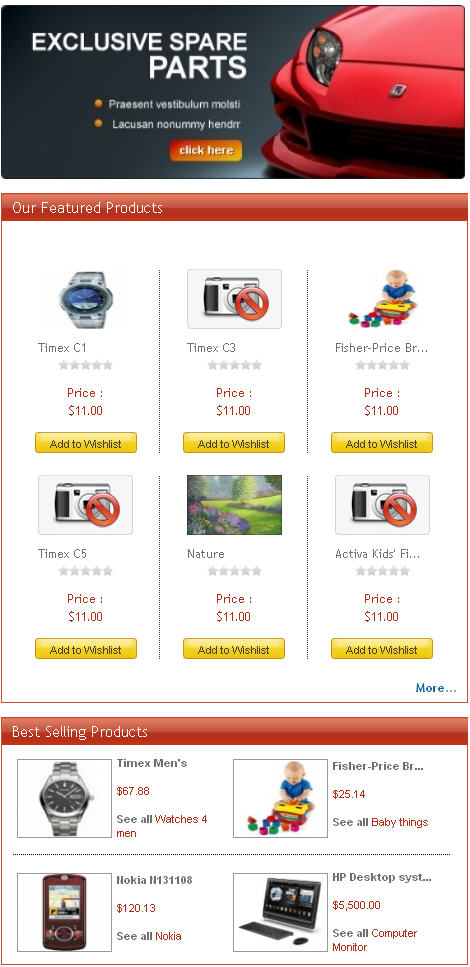 EXCLUSIVE SPARE
PARTS
Praesent vestibulum molsti
Lacusan nonummy hendrr
click here
Our Featured Products
Timex C1
Price :
$11.00
Add to Wishlist
Timex C3
Price :
$11.00
Add to Wishlist
Fisher-Price Br...
Price :
$11.00
Add to Wishlist
Timex C5
Price :
$11.00
Add to Wishlist
Nature
Price :
$11.00
Add to Wishlist
Activa Kids' Fi...
Price :
$11.00
Add to Wishlist
More...
Best Selling Products
Timex Men's
$67.88
See all Watches 4
men
Fisher-Price Br...
$25.14
See all Baby things
Nokia N131108
$120.13
See all Nokia
HP Desktop syst...
$5,500.00
See all Computer
Monitor